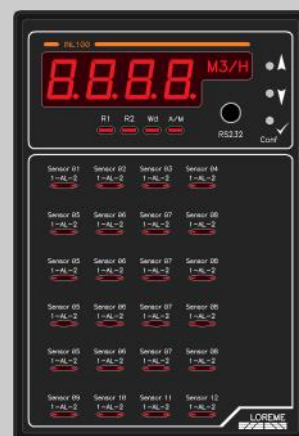 INL100
8.8.8.8.
M3/H
R1 R2 Wd A/M
RS232
Conf
Sensor 01 Sensor 02 Sensor 03 Sensor 04
1-AL-2 1-AL-2 1-AL-2 1-AL-2
Sensor 05 Sensor 06 Sensor 07 Sensor 08
1-AL-2 1-AL-2 1-AL-2 1-AL-2
Sensor 05 Sensor 06 Sensor 07 Sensor 08
1-AL-2 1-AL-2 1-AL-2 1-AL-2
Sensor 05 Sensor 06 Sensor 07 Sensor 08
1-AL-2 1-AL-2 1-AL-2 1-AL-2
Sensor 05 Sensor 06 Sensor 07 Sensor 08
1-AL-2 1-AL-2 1-AL-2 1-AL-2
Sensor 09 Sensor 10 Sensor 11 Sensor 12
1-AL-2 1-AL-2 1-AL-2 1-AL-2
LOREME